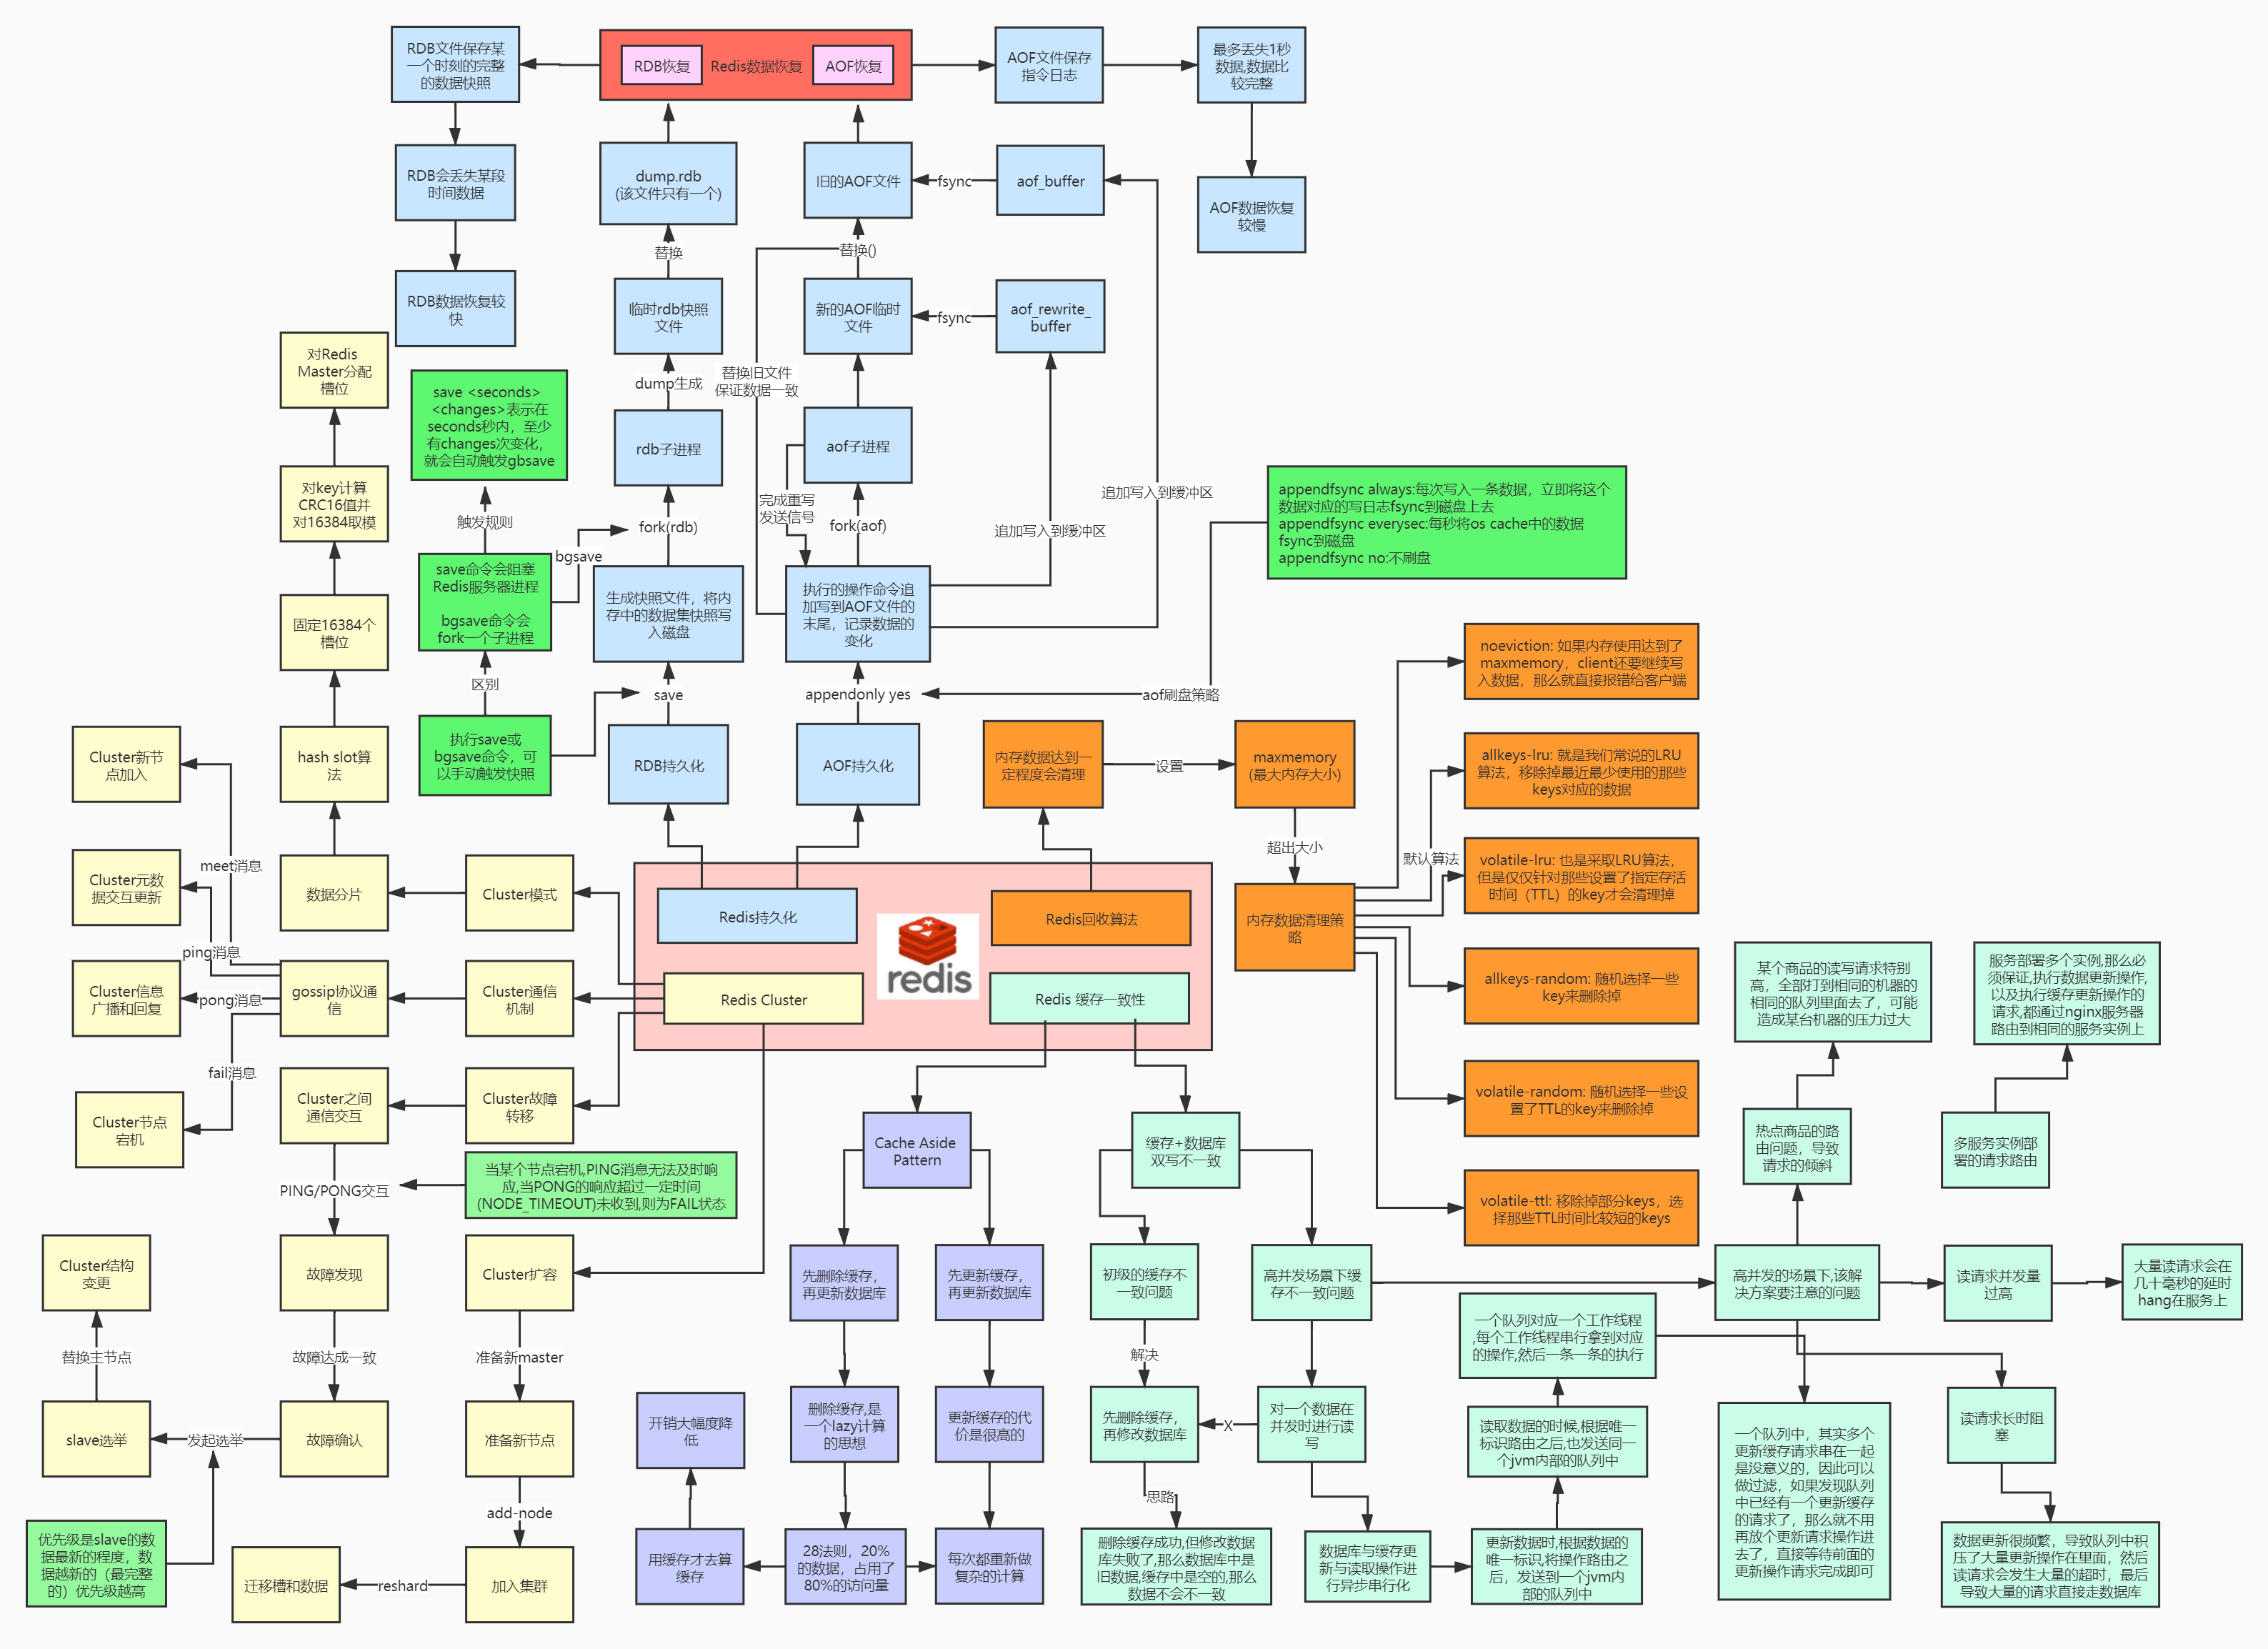 RDB文件保存某
一个时刻的完整
的数据快照
RDB恢复
Redis数据恢复
AOF恢复
AOF文件保存
指令日志
最多丢失1秒
数据,数据比
较完整
RDB会丢失某段
时间数据
dump.rdb
(该文件只有一个)
旧的AOF文件
fsync
aof_buffer
AOF数据恢复
较慢
替换
替换()
RDB数据恢复较
快
临时rdb快照
文件
新的AOF临时
文件
fsync
aof_rewrite_
buffer
对Redis
Master分配
槽位
save <seconds>
<changes>表示在
seconds秒内，至少
有changes次变化，
就会自动触发gbsave
dump生成
替换旧文件
保证数据一致
rdb子进程
aof子进程
对key计算
CRC16值并
对16384取模
触发规则
完成重写
发送信号
fork(rdb)
fork(aof)
追加写入到缓冲区
追加写入到缓冲区
appendfsync always:每次写入一条数据，立即将这个
数据对应的写日志fsync到磁盘上去
appendfsync everysec:每秒将os cache中的数据
fsync到磁盘
appendfsync no:不刷盘
bgsave
save命令会阻塞
Redis服务器进程
bgsave命令会
fork一个子进程
固定16384个
槽位
生成快照文件，将内
存中的数据集快照写
入磁盘
执行的操作命令追
加写到AOF文件的
末尾，记录数据的
变化
区别
save
appendonly yes
aof刷盘策略
noeviction: 如果内存使用达到了
maxmemory，client还要继续写
入数据，那么就直接报错给客户端
Cluster新节
点加入
hash slot算
法
执行save或
bgsave命令，可
以手动触发快照
RDB持久化
AOF持久化
内存数据达到一
定程度会清理
设置
maxmemory
(最大内存大小)
allkeys-lru: 就是我们常说的LRU
算法，移除掉最近最少使用的那些
keys对应的数据
超出大小
默认算法
volatile-lru: 也是采取LRU算法，
但是仅仅针对那些设置了指定存活
时间（TTL）的key才会清理掉
meet消息
Cluster元数
据交互更新
数据分片
Cluster模式
Redis持久化
Redis回收算法
内存数据清理策
略
ping消息
redis
allkeys-random: 随机选择一些
key来删除掉
Cluster信息
广播和回复
pong消息
gossip协议通
信
Cluster通信
机制
Redis Cluster
Redis 缓存一致性
某个商品的读写请求特别
高，全部打到相同的机器的
相同的队列里面去了，可能
造成某台机器的压力过大
服务部署多个实例,那么必
须保证,执行数据更新操作,
以及执行缓存更新操作的
请求,都通过nginx服务器
路由到相同的服务实例上
fail消息
Cluster节点
宕机
Cluster之间
通信交互
Cluster故障
转移
volatile-random: 随机选择一些设
置了TTL的key来删除掉
Cache Aside
Pattern
缓存+数据库
双写不一致
热点商品的路
由问题，导致
请求的倾斜
多服务实例部
署的请求路由
PING/PONG交互
当某个节点宕机,PING消息无法及时响
应,当PONG的响应超过一定时间
(NODE_TIMEOUT)未收到,则为FAIL状态
volatile-ttl: 移除掉部分keys，选
择那些TTL时间比较短的keys
Cluster结构
变更
故障发现
Cluster扩容
先删除缓存，
再更新数据库
先更新缓存，
再更新数据库
初级的缓存不
一致问题
高并发场景下缓
存不一致问题
高并发的场景下,该解
决方案要注意的问题
读请求并发量
过高
大量读请求会在
几十毫秒的延时
hang在服务上
替换主节点
故障达成一致
准备新master
解决
一个队列对应一个工作线程
,每个工作线程串行拿到对应
的操作,然后一条一条的执行
slave选举
发起选举
故障确认
准备新节点
开销大幅度降
低
删除缓存,是
一个lazy计算
的思想
更新缓存的代
价是很高的
先删除缓存，
再修改数据库
X
对一个数据在
并发时进行读
写
读取数据的时候,根据唯一
标识路由之后,也发送同一
个jvm内部的队列中
一个队列中，其实多个
更新缓存请求串在一起
是没意义的，因此可以
做过滤，如果发现队列
中已经有一个更新缓存
的请求了，那么就不用
再放个更新请求操作进
去了，直接等待前面的
更新操作请求完成即可
读请求长时阻
塞
add-node
思路
优先级是slave的数
据最新的程度，数
据越新的（最完整
的）优先级越高
迁移槽和数据
reshard
加入集群
用缓存才去算
缓存
28法则，20%
的数据，占用了
80%的访问量
每次都重新做
复杂的计算
删除缓存成功,但修改数据
库失败了,那么数据库中是
旧数据,缓存中是空的,那么
数据不会不一致
数据库与缓存更
新与读取操作进
行异步串行化
更新数据时,根据数据的
唯一标识,将操作路由之
后，发送到一个jvm内
部的队列中
数据更新很频繁，导致队列中积
压了大量更新操作在里面，然后
读请求会发生大量的超时，最后
导致大量的请求直接走数据库